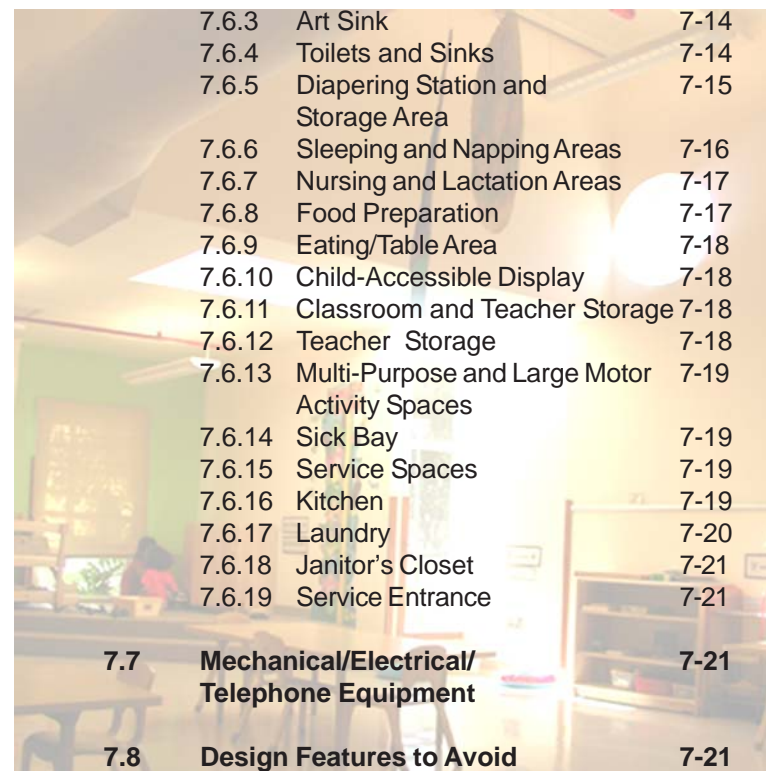 7.6.3 Art Sink 7-14
7.6.4 Toilets and Sinks 7-14
7.6.5 Diapering Station and 7-15
Storage Area
7.6.6 Sleeping and Napping Areas 7-16
7.6.7 Nursing and Lactation Areas 7-17
7.6.8 Food Preparation 7-17
7.6.9 Eating/Table Area 7-18
7.6.10 Child-Accessible Display 7-18
7.6.11 Classroom and Teacher Storage 7-18
7.6.12 Teacher Storage 7-18
7.6.13 Multi-Purpose and Large Motor 7-19
Activity Spaces
7.6.14 Sick Bay 7-19
7.6.15 Service Spaces 7-19
7.6.16 Kitchen 7-19
7.6.17 Laundry 7-20
7.6.18 Janitor’s Closet 7-21
7.6.19 Service Entrance 7-21
7.7 Mechanical/Electrical/ 7-21
Telephone Equipment
7.8 Design Features to Avoid 7-21